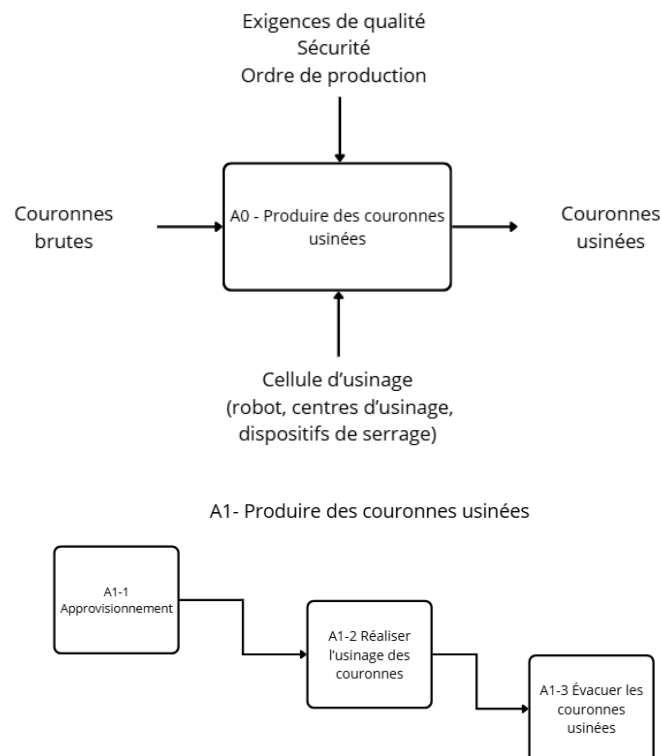 Exigences de qualité
Sécurité
Ordre de production
Couronnes
brutes
A0 - Produire des couronnes
usinées
Couronnes
usinées
Cellule d’usinage
(robot, centres d’usinage,
dispositifs de serrage)
A1- Produire des couronnes usinées
A1-1
Approvisionnement
A1-2 Réaliser
l’usinage des
couronnes
A1-3 Évacuer les
couronnes
usinées